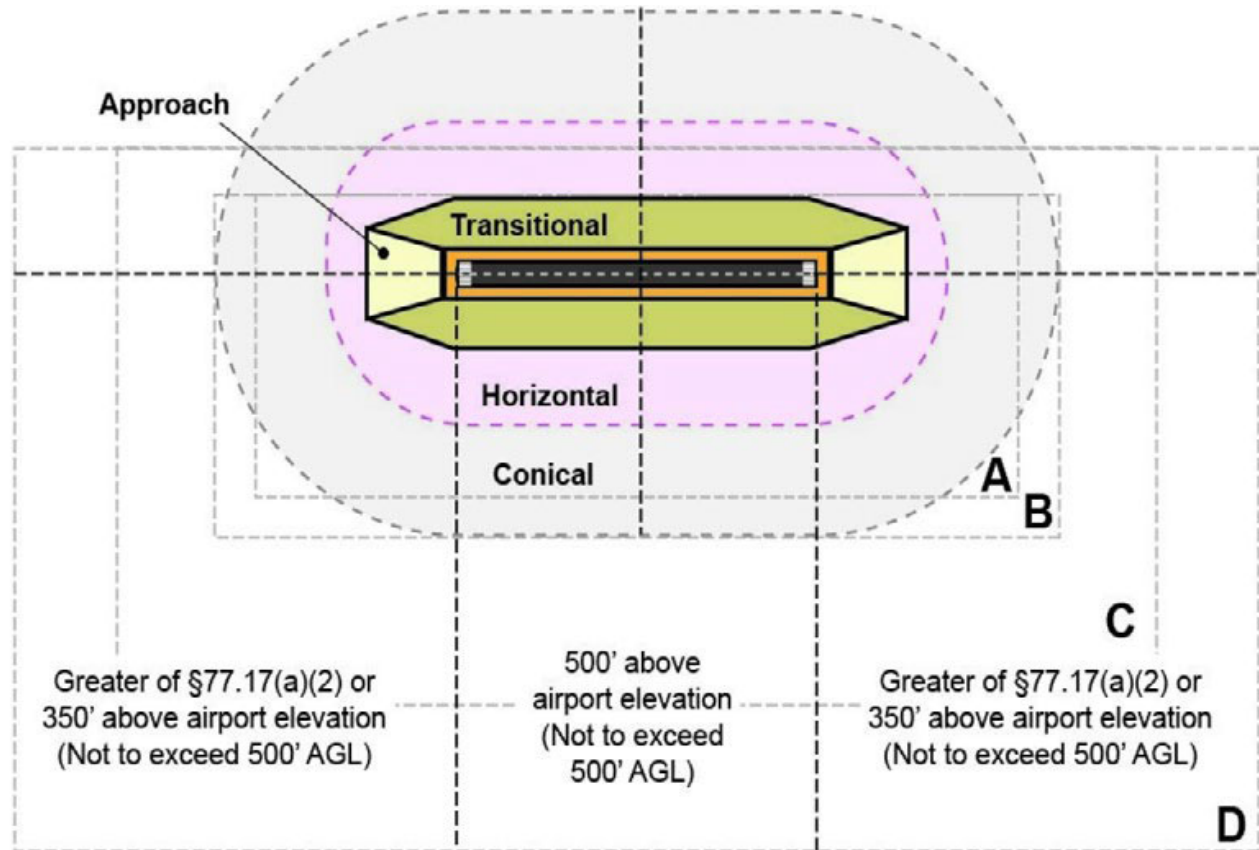 Approach
Transitional
Horizontal
Conical
A
B
C
Greater of §77.17(a)(2) or
350’ above airport elevation
(Not to exceed 500’ AGL)
500’ above
airport elevation
(Not to exceed
500’ AGL)
Greater of §77.17(a)(2) or
350’ above airport elevation
(Not to exceed 500’ AGL)
D